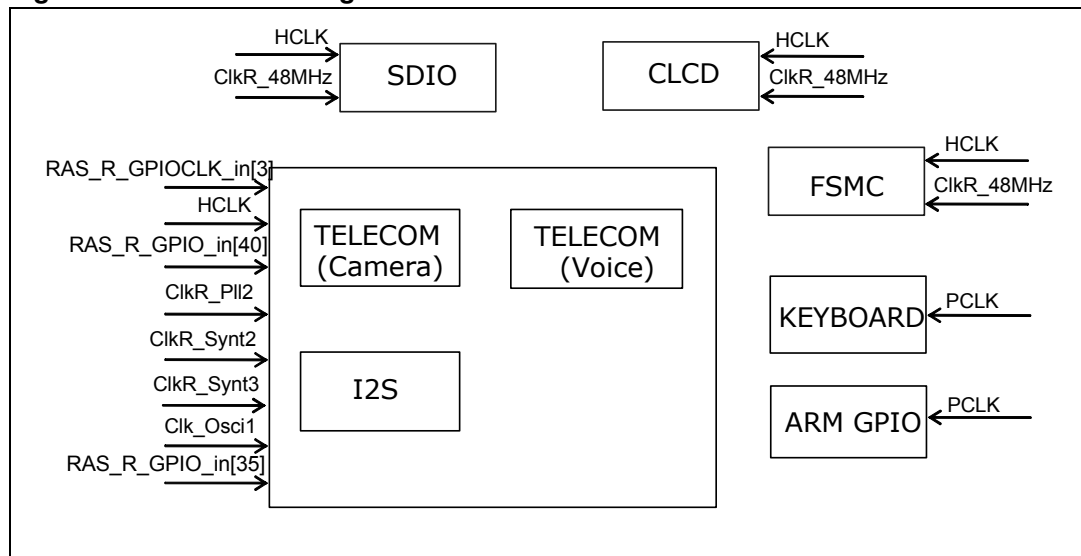 HCLK
ClkR_48MHz
SDIO
CLCD
HCLK
ClkR_48MHz
RAS_R_GPIOCLK_in[3]
HCLK
RAS_R_GPIO_in[40]
ClkR_Pll2
ClkR_Synt2
ClkR_Synt3
Clk_Osci1
RAS_R_GPIO_in[35]
TELECOM
(Camera)
TELECOM
(Voice)
I2S
FSMC
HCLK
ClkR_48MHz
KEYBOARD
PCLK
ARM GPIO
PCLK